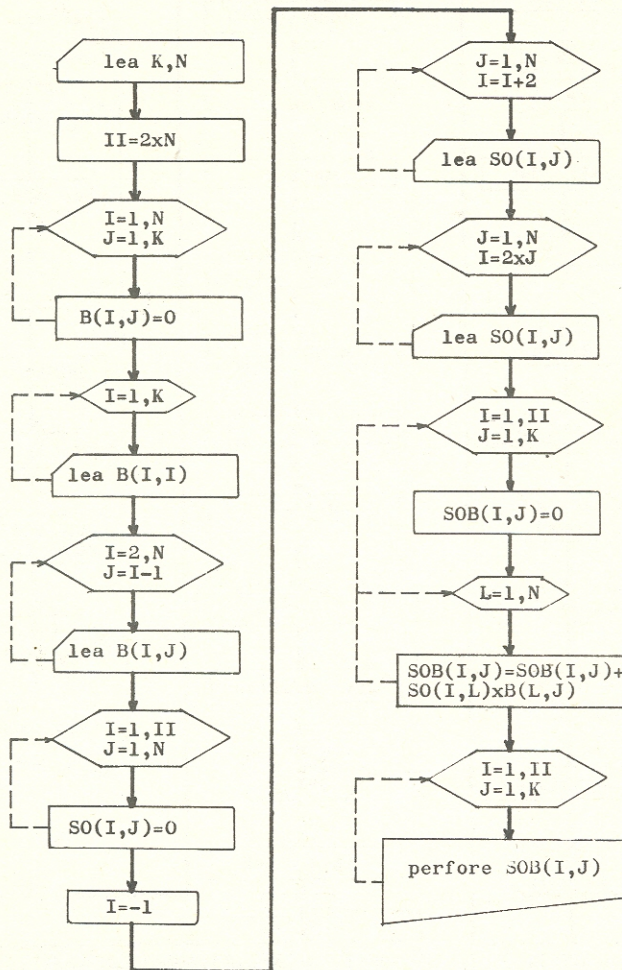 lea K,N
II=2xN
I=1,N
J=1,K
B(I,J)=0
I=1,K
lea B(I,I)
I=2,N
J=I-1
lea B(I,J)
I=1,II
J=1,N
SO(I,J)=0
I=-1
J=1,N
I=I+2
lea SO(I,J)
J=1,N
I=2xJ
lea SO(I,J)
I=1,II
J=1,K
SOB(I,J)=0
L=1,N
SOB(I,J)=SOB(I,J)+
SO(I,L)xB(L,J)
I=1,II
J=1,K
perfore SOB(I,J)